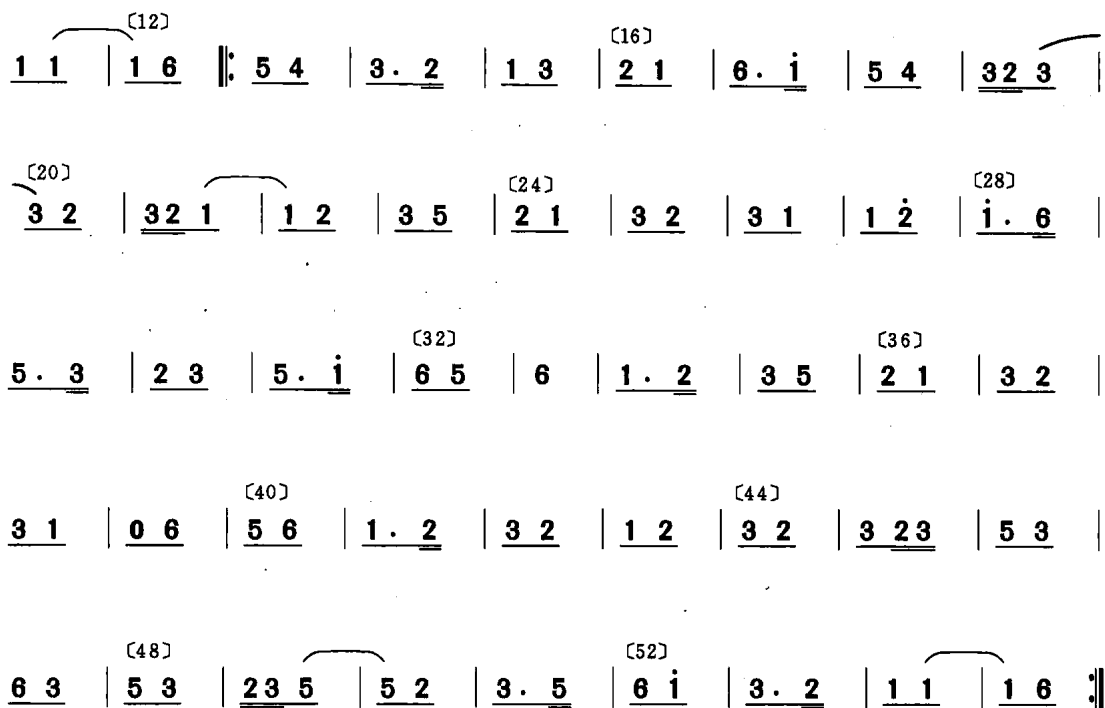 〔12〕 〔16〕
1 1 | 1 6 ‖: 5 4 | 3. 2 | 1 3 | 2 1 | 6. i̇ | 5 4 | 32 3 |
〔20〕 〔24〕 〔28〕
3 2 | 32 1 | 1 2 | 3 5 | 2 1 | 3 2 | 3 1 | 1 2̇ | i̇. 6 |
〔32〕 〔36〕
5. 3 | 2 3 | 5. i̇ | 6 5 | 6 | 1. 2 | 3 5 | 2 1 | 3 2 |
〔40〕 〔44〕
3 1 | 0 6 | 5 6 | 1. 2 | 3 2 | 1 2 | 3 2 | 3 23 | 5 3 |
〔48〕 〔52〕
6 3 | 5 3 | 23 5 | 5 2 | 3. 5 | 6 i̇ | 3. 2 | 1 1 | 1 6 :‖